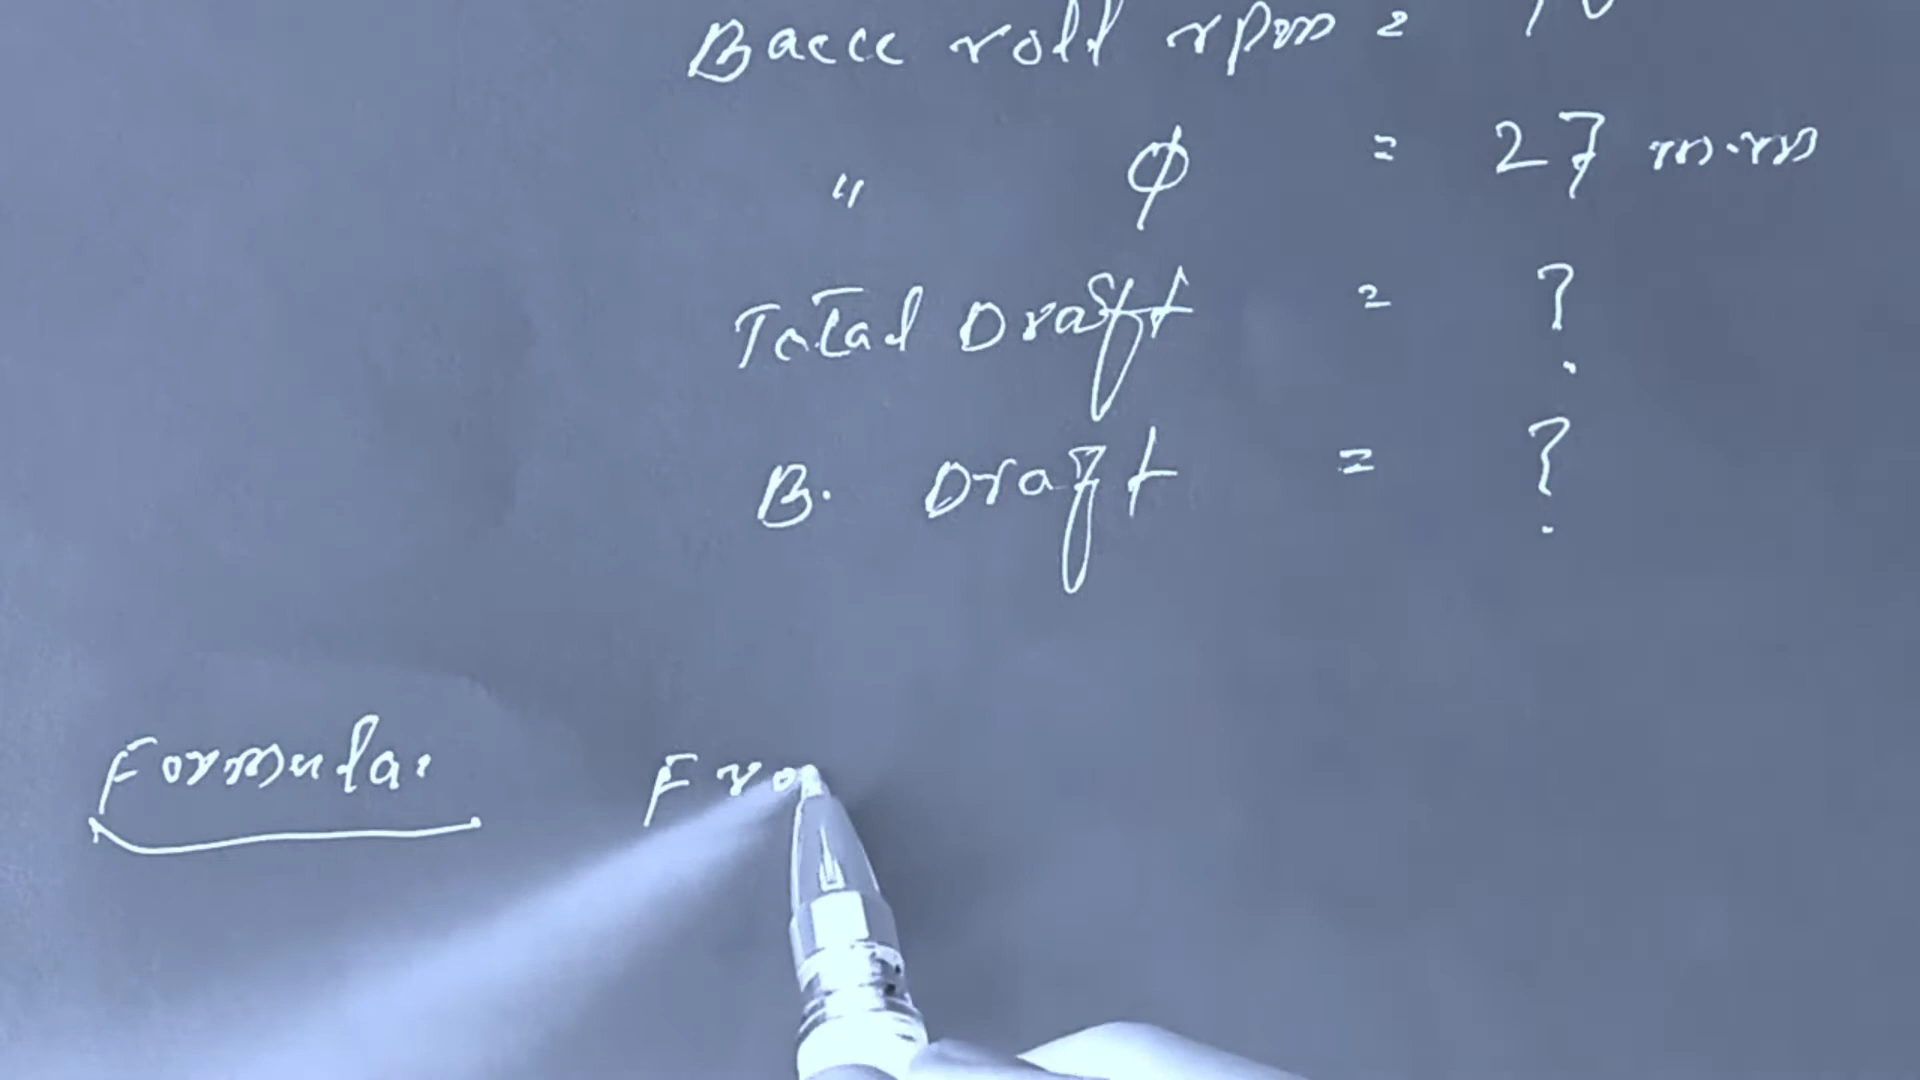 Back roll rpm =
" φ = 27 m.m
Total Draft = ?
B. Draft = ?
Formula: Fro